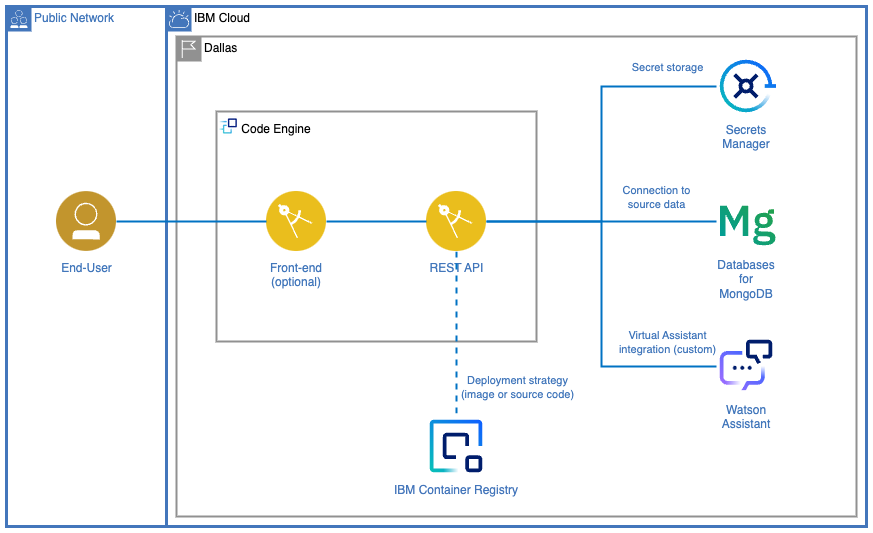 Public Network
IBM Cloud
Dallas
Secret storage
Secrets
Manager
Code Engine
Connection to
source data
Mg
End-User
Front-end
(optional)
REST API
Databases
for
MongoDB
Virtual Assistant
integration (custom)
Deployment strategy
(image or source code)
Watson
Assistant
IBM Container Registry